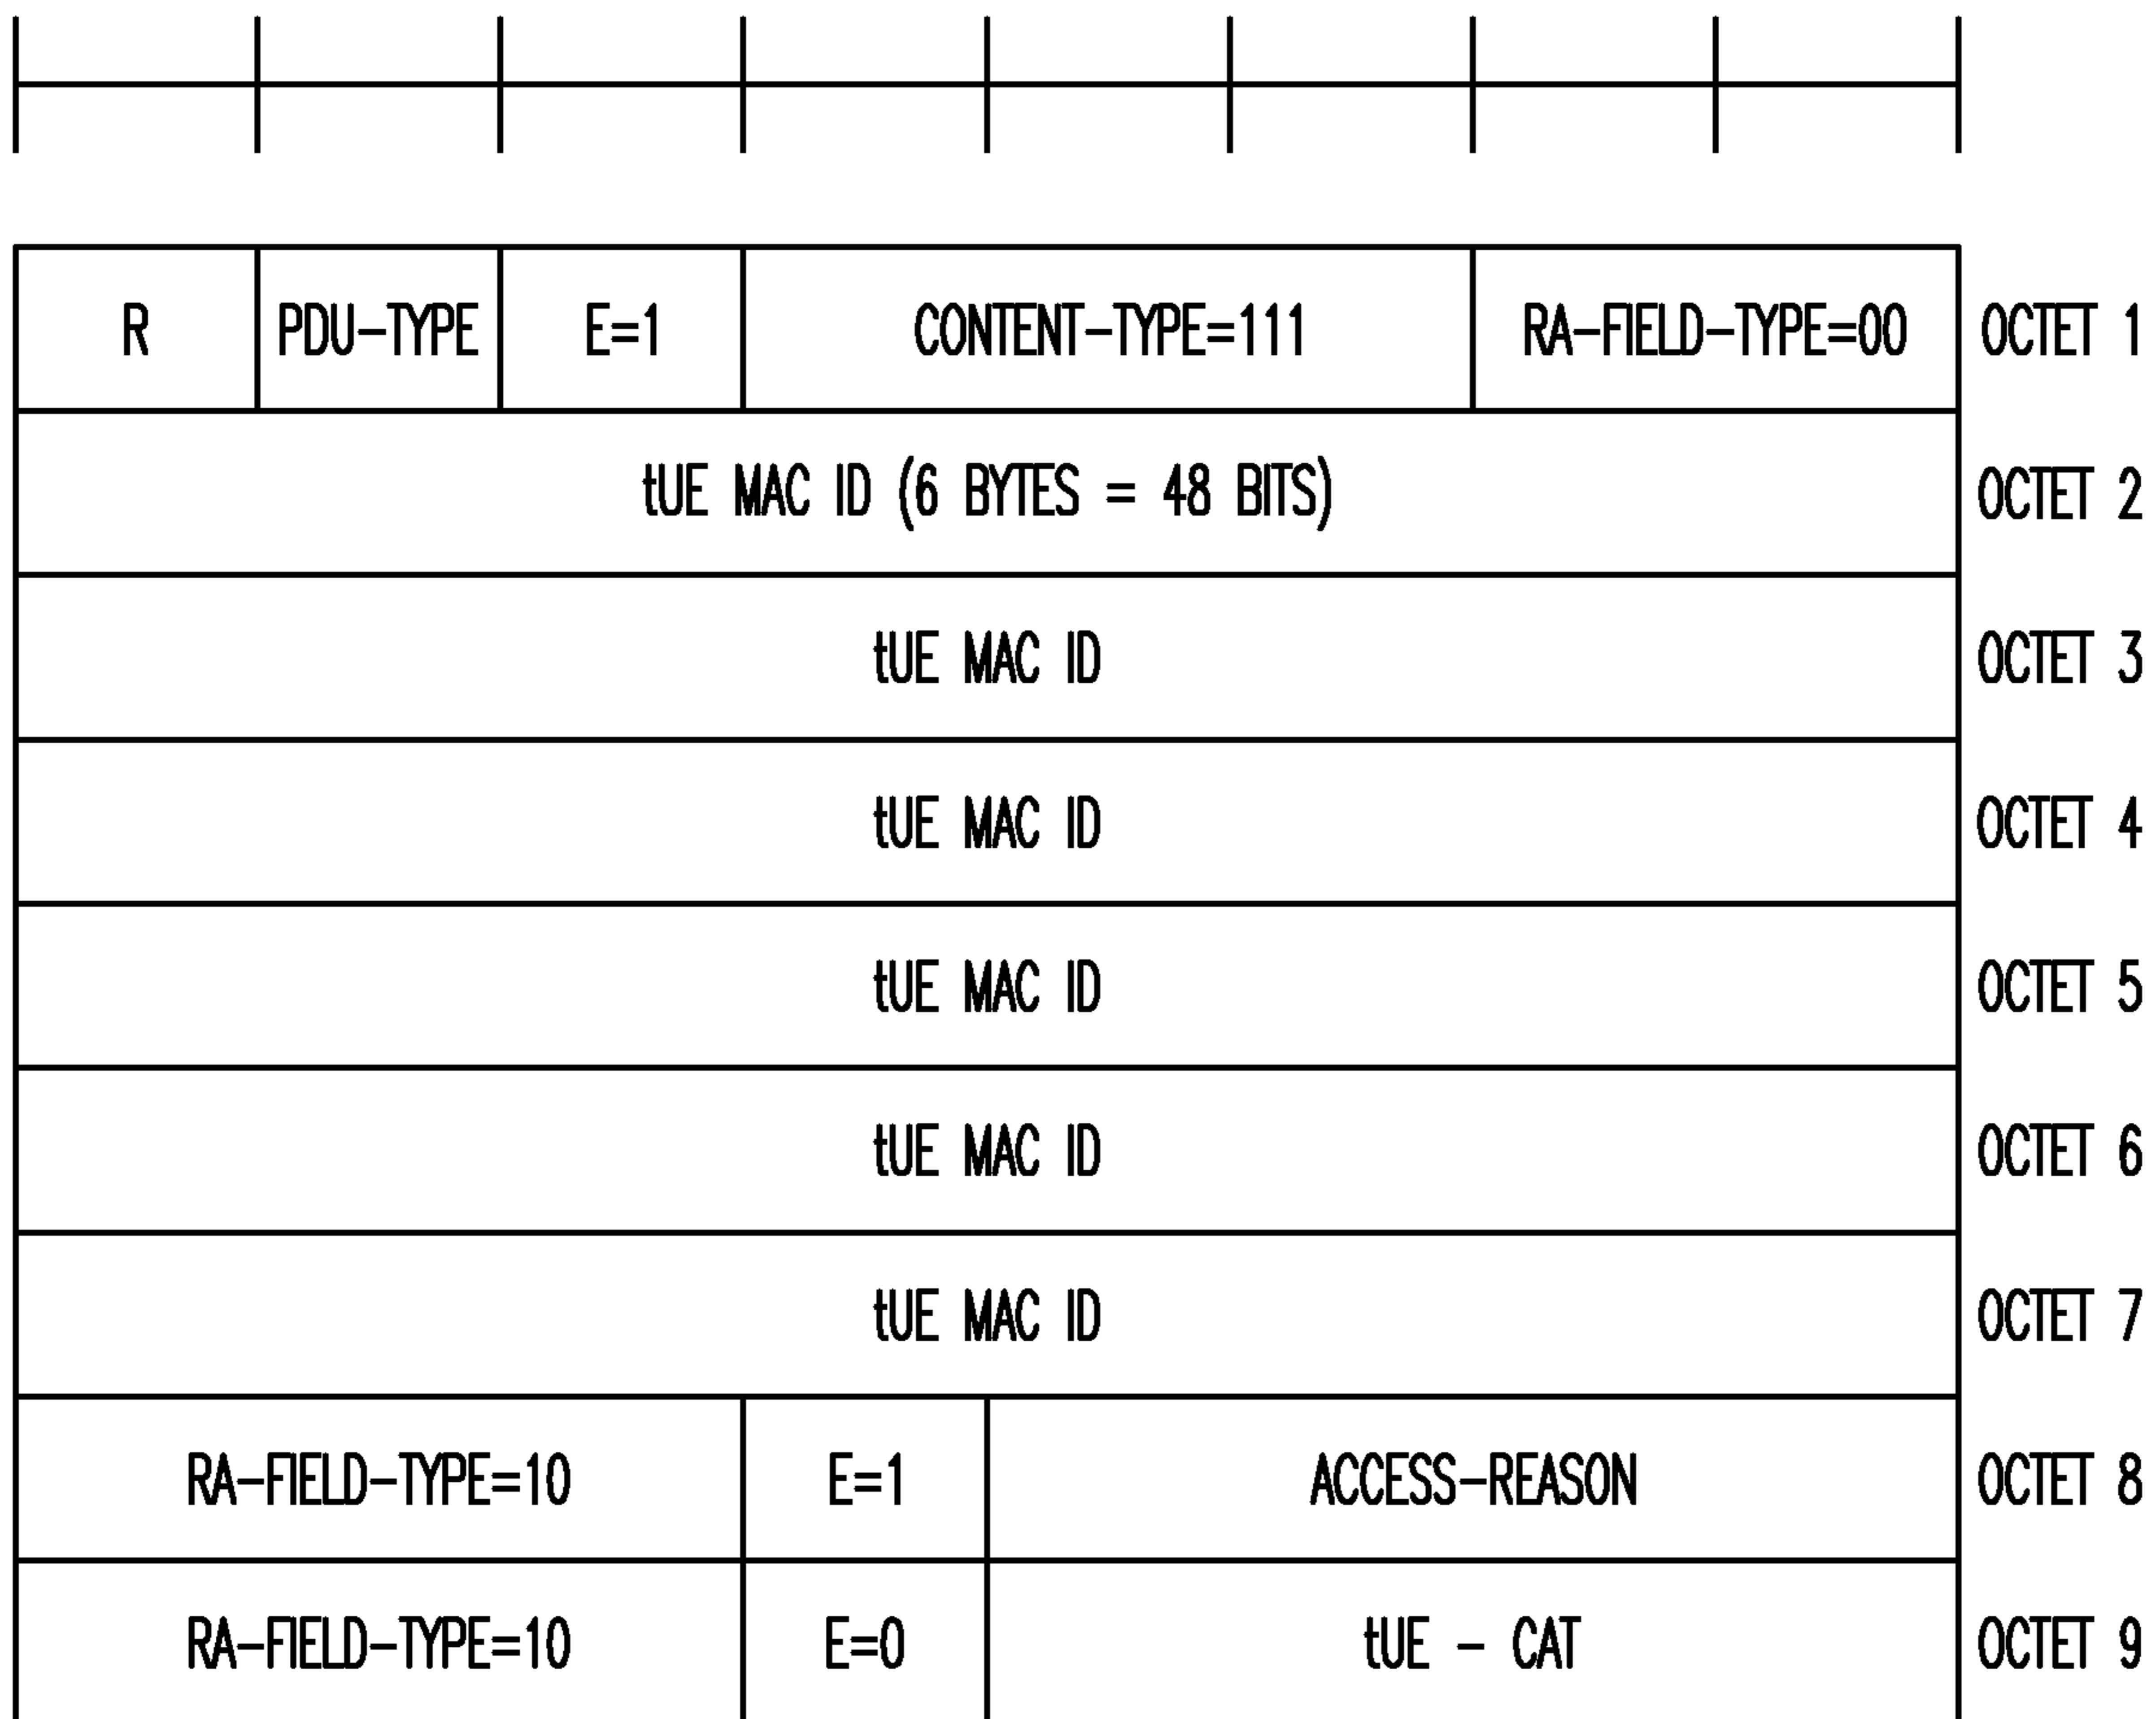 R PDU-TYPE E=1 CONTENT-TYPE=111 RA-FIELD-TYPE=00 OCTET 1
tUE MAC ID (6 BYTES = 48 BITS) OCTET 2
tUE MAC ID OCTET 3
tUE MAC ID OCTET 4
tUE MAC ID OCTET 5
tUE MAC ID OCTET 6
tUE MAC ID OCTET 7
RA-FIELD-TYPE=10 E=1 ACCESS-REASON OCTET 8
RA-FIELD-TYPE=10 E=0 tUE - CAT OCTET 9